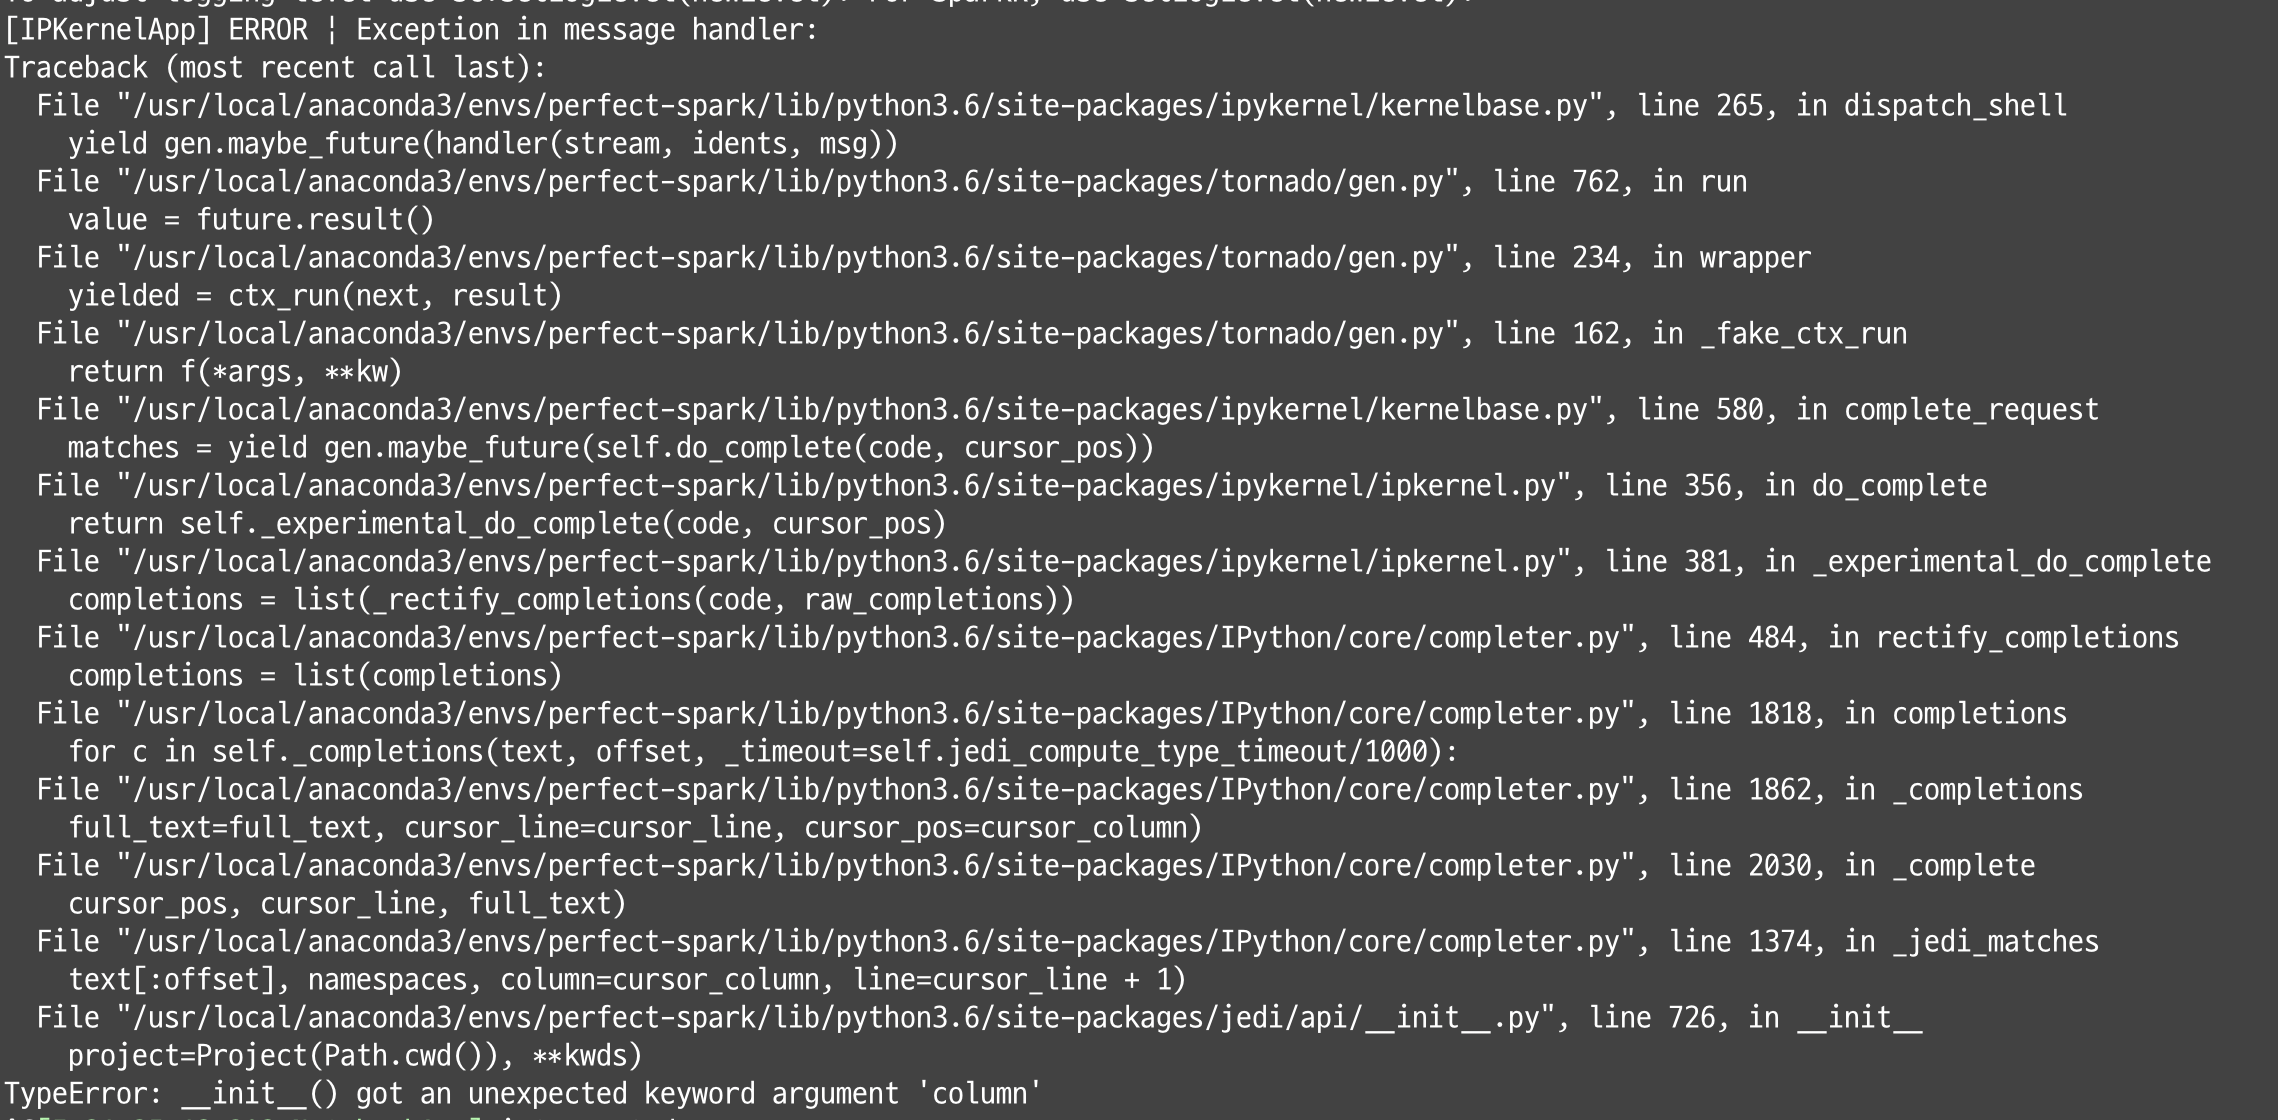 [IPKernelApp] ERROR ¦ Exception in message handler:
Traceback (most recent call last):
  File "/usr/local/anaconda3/envs/perfect-spark/lib/python3.6/site-packages/ipykernel/kernelbase.py", line 265, in dispatch_shell
    yield gen.maybe_future(handler(stream, idents, msg))
  File "/usr/local/anaconda3/envs/perfect-spark/lib/python3.6/site-packages/tornado/gen.py", line 762, in run
    value = future.result()
  File "/usr/local/anaconda3/envs/perfect-spark/lib/python3.6/site-packages/tornado/gen.py", line 234, in wrapper
    yielded = ctx_run(next, result)
  File "/usr/local/anaconda3/envs/perfect-spark/lib/python3.6/site-packages/tornado/gen.py", line 162, in _fake_ctx_run
    return f(*args, **kw)
  File "/usr/local/anaconda3/envs/perfect-spark/lib/python3.6/site-packages/ipykernel/kernelbase.py", line 580, in complete_request
    matches = yield gen.maybe_future(self.do_complete(code, cursor_pos))
  File "/usr/local/anaconda3/envs/perfect-spark/lib/python3.6/site-packages/ipykernel/ipkernel.py", line 356, in do_complete
    return self._experimental_do_complete(code, cursor_pos)
  File "/usr/local/anaconda3/envs/perfect-spark/lib/python3.6/site-packages/ipykernel/ipkernel.py", line 381, in _experimental_do_complete
    completions = list(_rectify_completions(code, raw_completions))
  File "/usr/local/anaconda3/envs/perfect-spark/lib/python3.6/site-packages/IPython/core/completer.py", line 484, in rectify_completions
    completions = list(completions)
  File "/usr/local/anaconda3/envs/perfect-spark/lib/python3.6/site-packages/IPython/core/completer.py", line 1818, in completions
    for c in self._completions(text, offset, _timeout=self.jedi_compute_type_timeout/1000):
  File "/usr/local/anaconda3/envs/perfect-spark/lib/python3.6/site-packages/IPython/core/completer.py", line 1862, in _completions
    full_text=full_text, cursor_line=cursor_line, cursor_pos=cursor_column)
  File "/usr/local/anaconda3/envs/perfect-spark/lib/python3.6/site-packages/IPython/core/completer.py", line 2030, in _complete
    cursor_pos, cursor_line, full_text)
  File "/usr/local/anaconda3/envs/perfect-spark/lib/python3.6/site-packages/IPython/core/completer.py", line 1374, in _jedi_matches
    text[:offset], namespaces, column=cursor_column, line=cursor_line + 1)
  File "/usr/local/anaconda3/envs/perfect-spark/lib/python3.6/site-packages/jedi/api/__init__.py", line 726, in __init__
    project=Project(Path.cwd()), **kwds)
TypeError: __init__() got an unexpected keyword argument 'column'